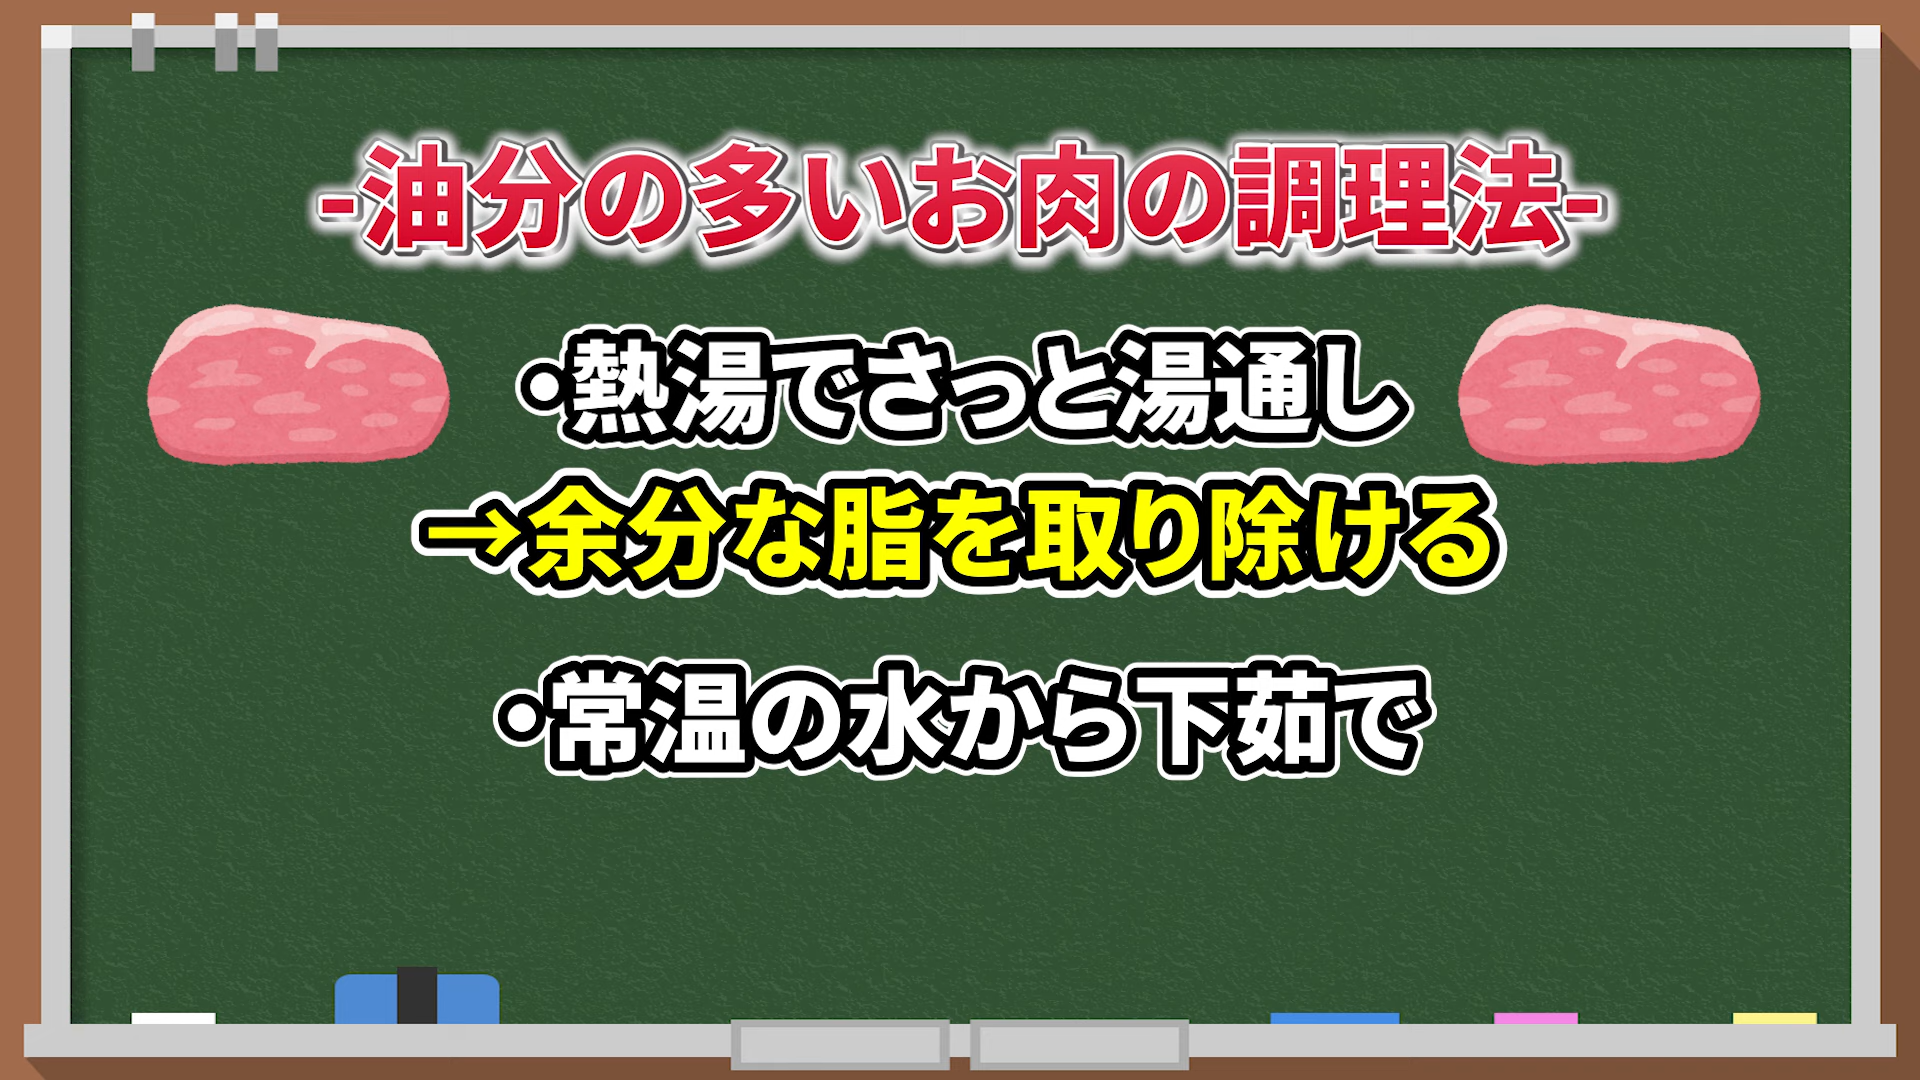 -油分の多いお肉の調理法-
・熱湯でさっと湯通し
→余分な脂を取り除ける
・常温の水から下茹で